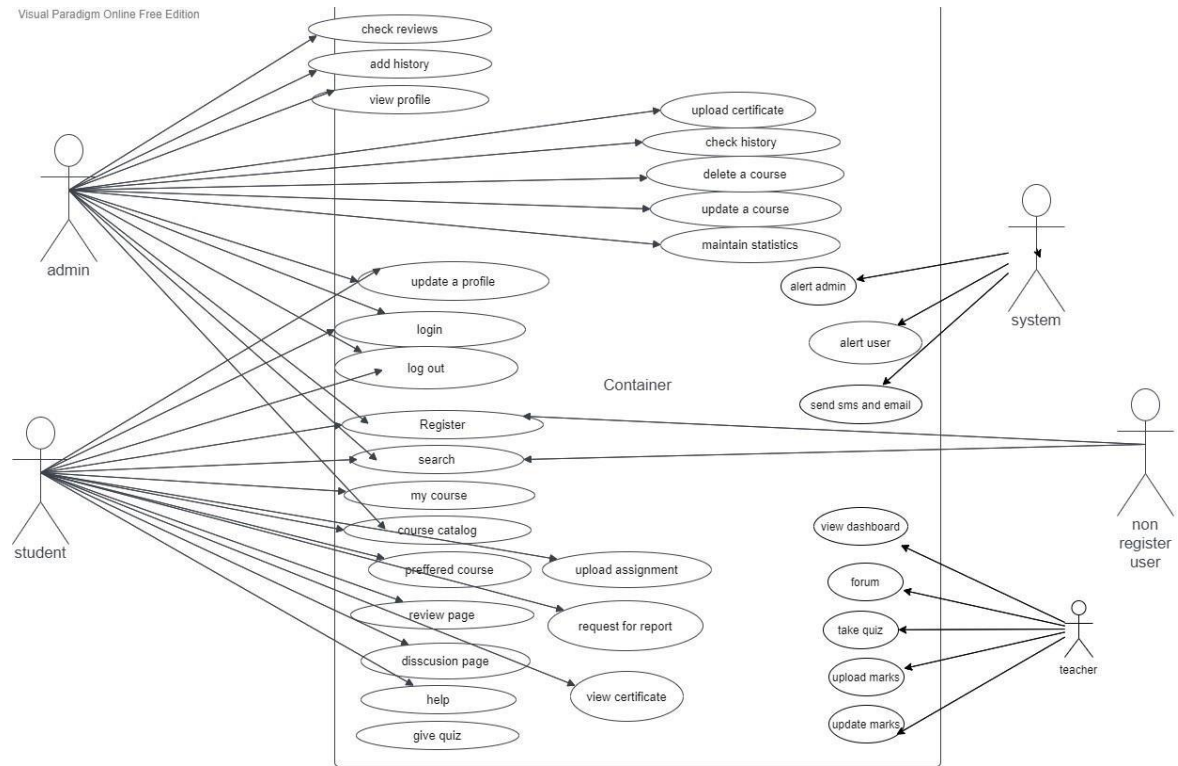 Visual Paradigm Online Free Edition
check reviews
add history
view profile
upload certificate
check history
delete a course
update a course
maintain statistics
admin
system
update a profile
alert admin
login
alert user
log out
Container
send sms and email
Register
search
my course
student
course catalog
view dashboard
non
register
user
preffered course
upload assignment
forum
review page
request for report
take quiz
teacher
disscusion page
upload marks
help
view certificate
update marks
give quiz